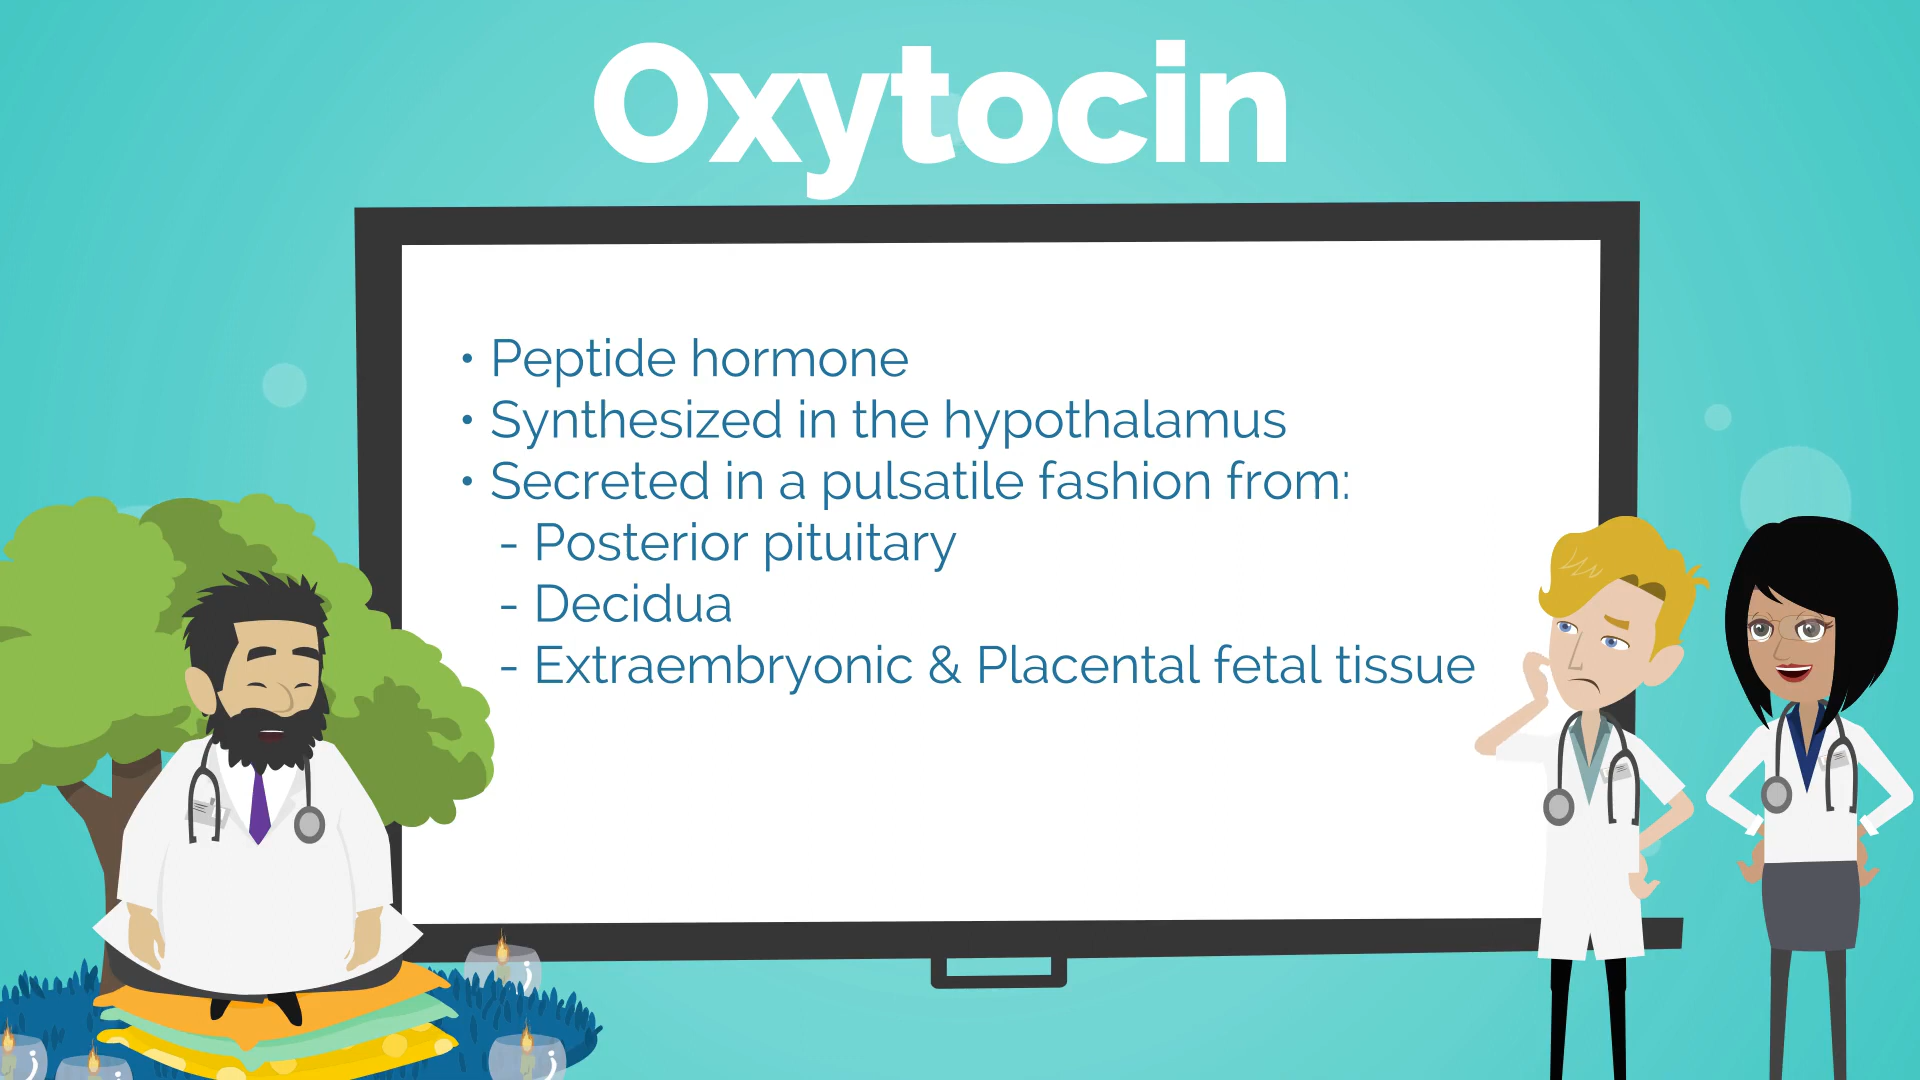 Oxytocin
• Peptide hormone
• Synthesized in the hypothalamus
• Secreted in a pulsatile fashion from:
- Posterior pituitary
- Decidua
- Extraembryonic & Placental fetal tissue